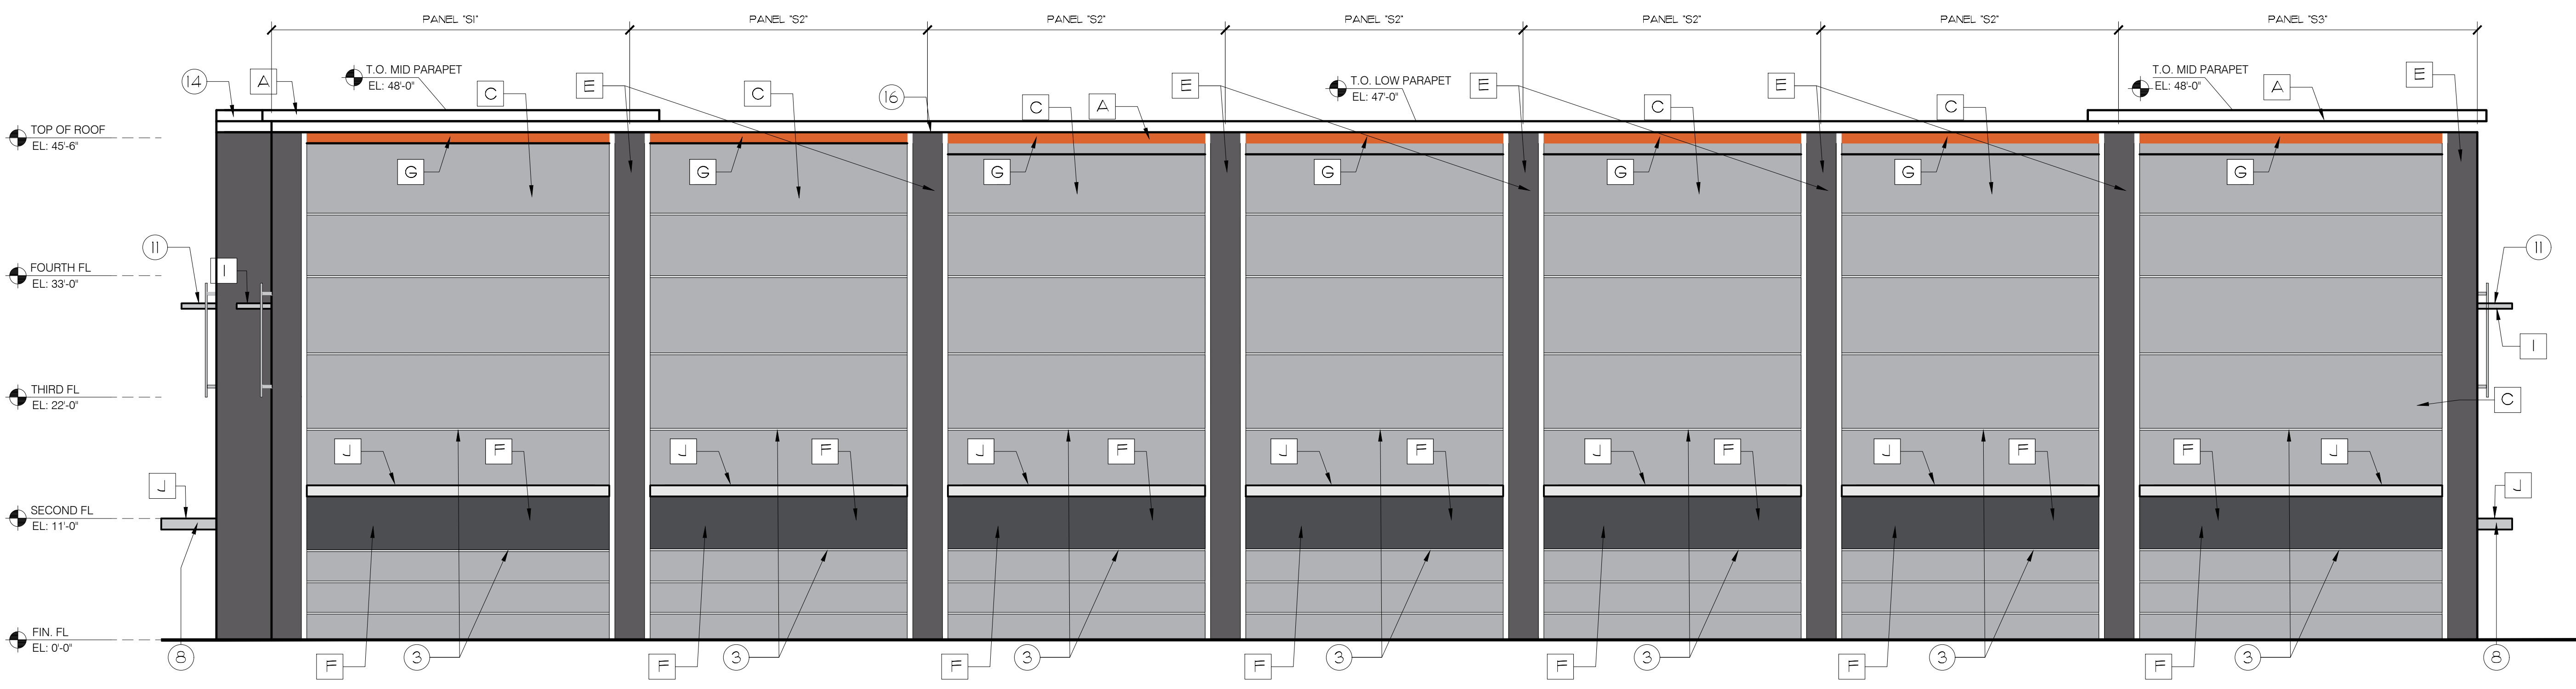 PANEL "S1" PANEL "S2" PANEL "S2" PANEL "S2" PANEL "S2" PANEL "S2" PANEL "S3"
14 A T.O. MID PARAPET C E C 16 C A E T.O. LOW PARAPET E C E C T.O. MID PARAPET A E
EL: 48'-0" EL: 47'-0" EL: 48'-0"
TOP OF ROOF
EL: 45'-6"
G G G G G G G
11 11
FOURTH FL I
EL: 33'-0"
I
THIRD FL C
EL: 22'-0"
J F J F J F J F J F J F F J
J J
SECOND FL
EL: 11'-0"
FIN. FL
EL: 0'-0"
8 F 3 F 3 F 3 F 3 F 3 F 3 F 3 8